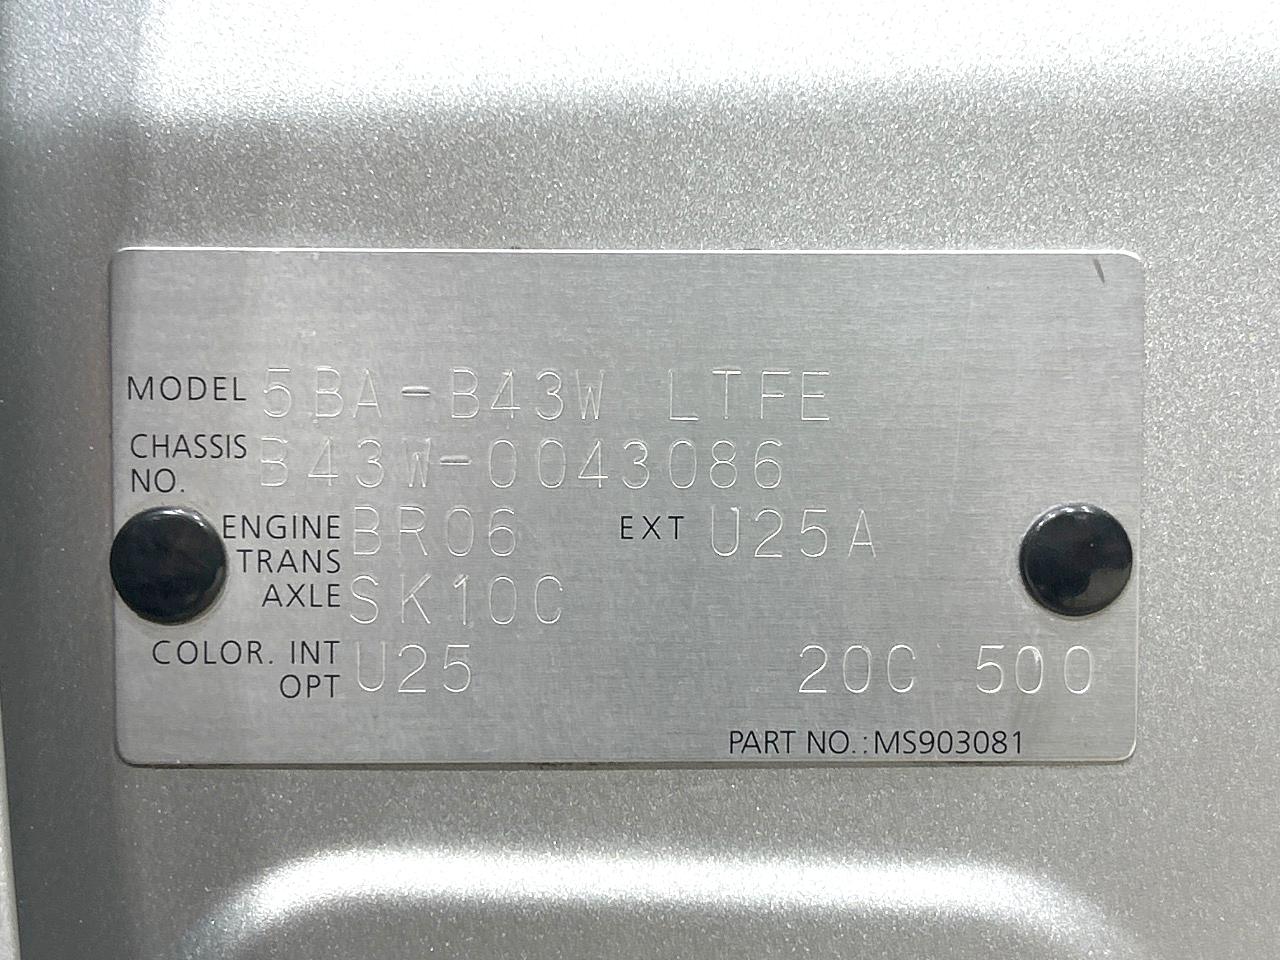 MODEL 5BA-B43W LTFE
CHASSIS NO. B43W-0043086
ENGINE BR06 EXT U25A
TRANS AXLE SK10C
COLOR. INT OPT U25 20C 500
PART NO.:MS903081